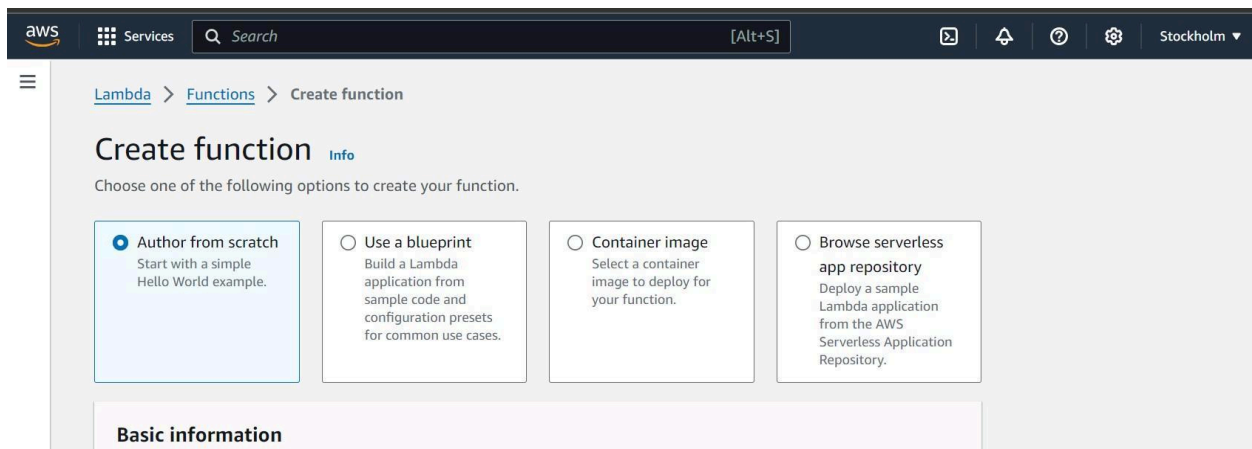 aws
Services
Search [Alt+S]
Stockholm
Lambda > Functions > Create function
Create function Info
Choose one of the following options to create your function.
Author from scratch
Start with a simple
Hello World example.
Use a blueprint
Build a Lambda
application from
sample code and
configuration presets
for common use cases.
Container image
Select a container
image to deploy for
your function.
Browse serverless
app repository
Deploy a sample
Lambda application
from the AWS
Serverless Application
Repository.
Basic information